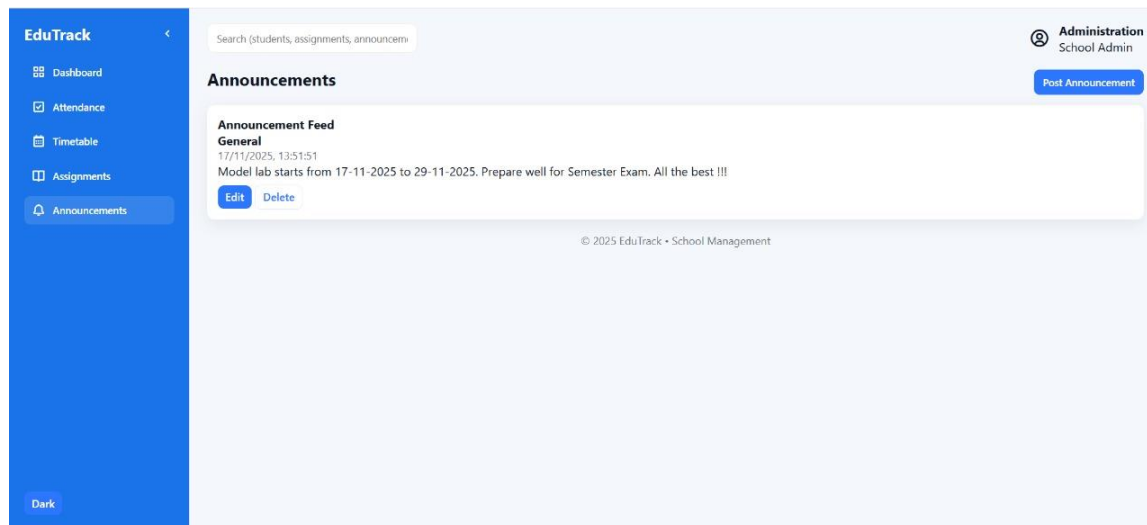 EduTrack
Dashboard
Attendance
Timetable
Assignments
Announcements
Dark
Search (students, assignments, announcem
Administration
School Admin
Announcements
Post Announcement
Announcement Feed
General
17/11/2025, 13:51:51
Model lab starts from 17-11-2025 to 29-11-2025. Prepare well for Semester Exam. All the best !!!
Edit Delete
© 2025 EduTrack • School Management